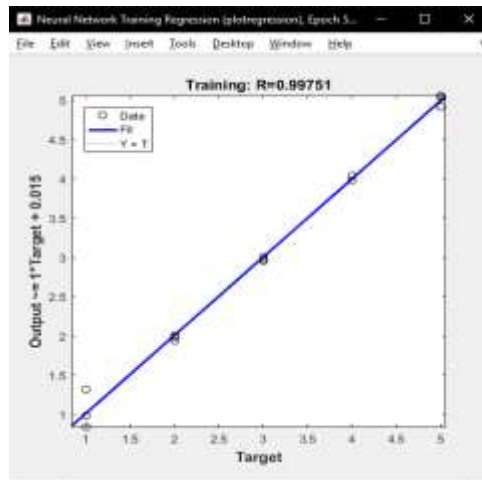 Neural Network Training Regression (plotregression), Epoch 5...
File Edit View Insert Tools Desktop Window Help
Training: R=0.99751
Data
Fit
Y = T
Output ~= 1*Target + 0.015
5
4.5
4
3.5
3
2.5
2
1.5
1
1 1.5 2 2.5 3 3.5 4 4.5 5
Target